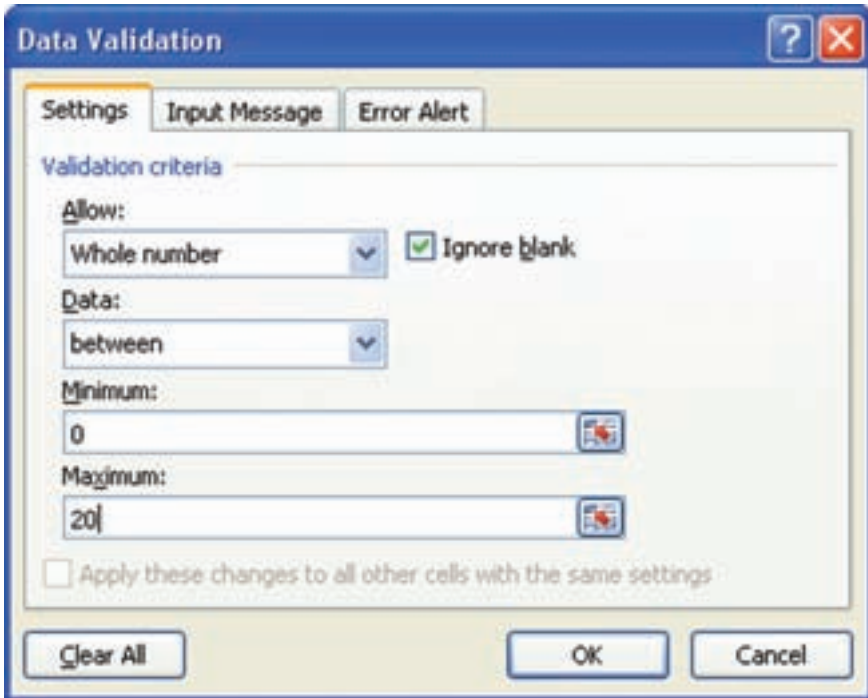 Data Validation
Settings Input Message Error Alert
Validation criteria
Allow:
Whole number Ignore blank
Data:
between
Minimum:
0
Maximum:
20
Apply these changes to all other cells with the same settings
Clear All OK Cancel